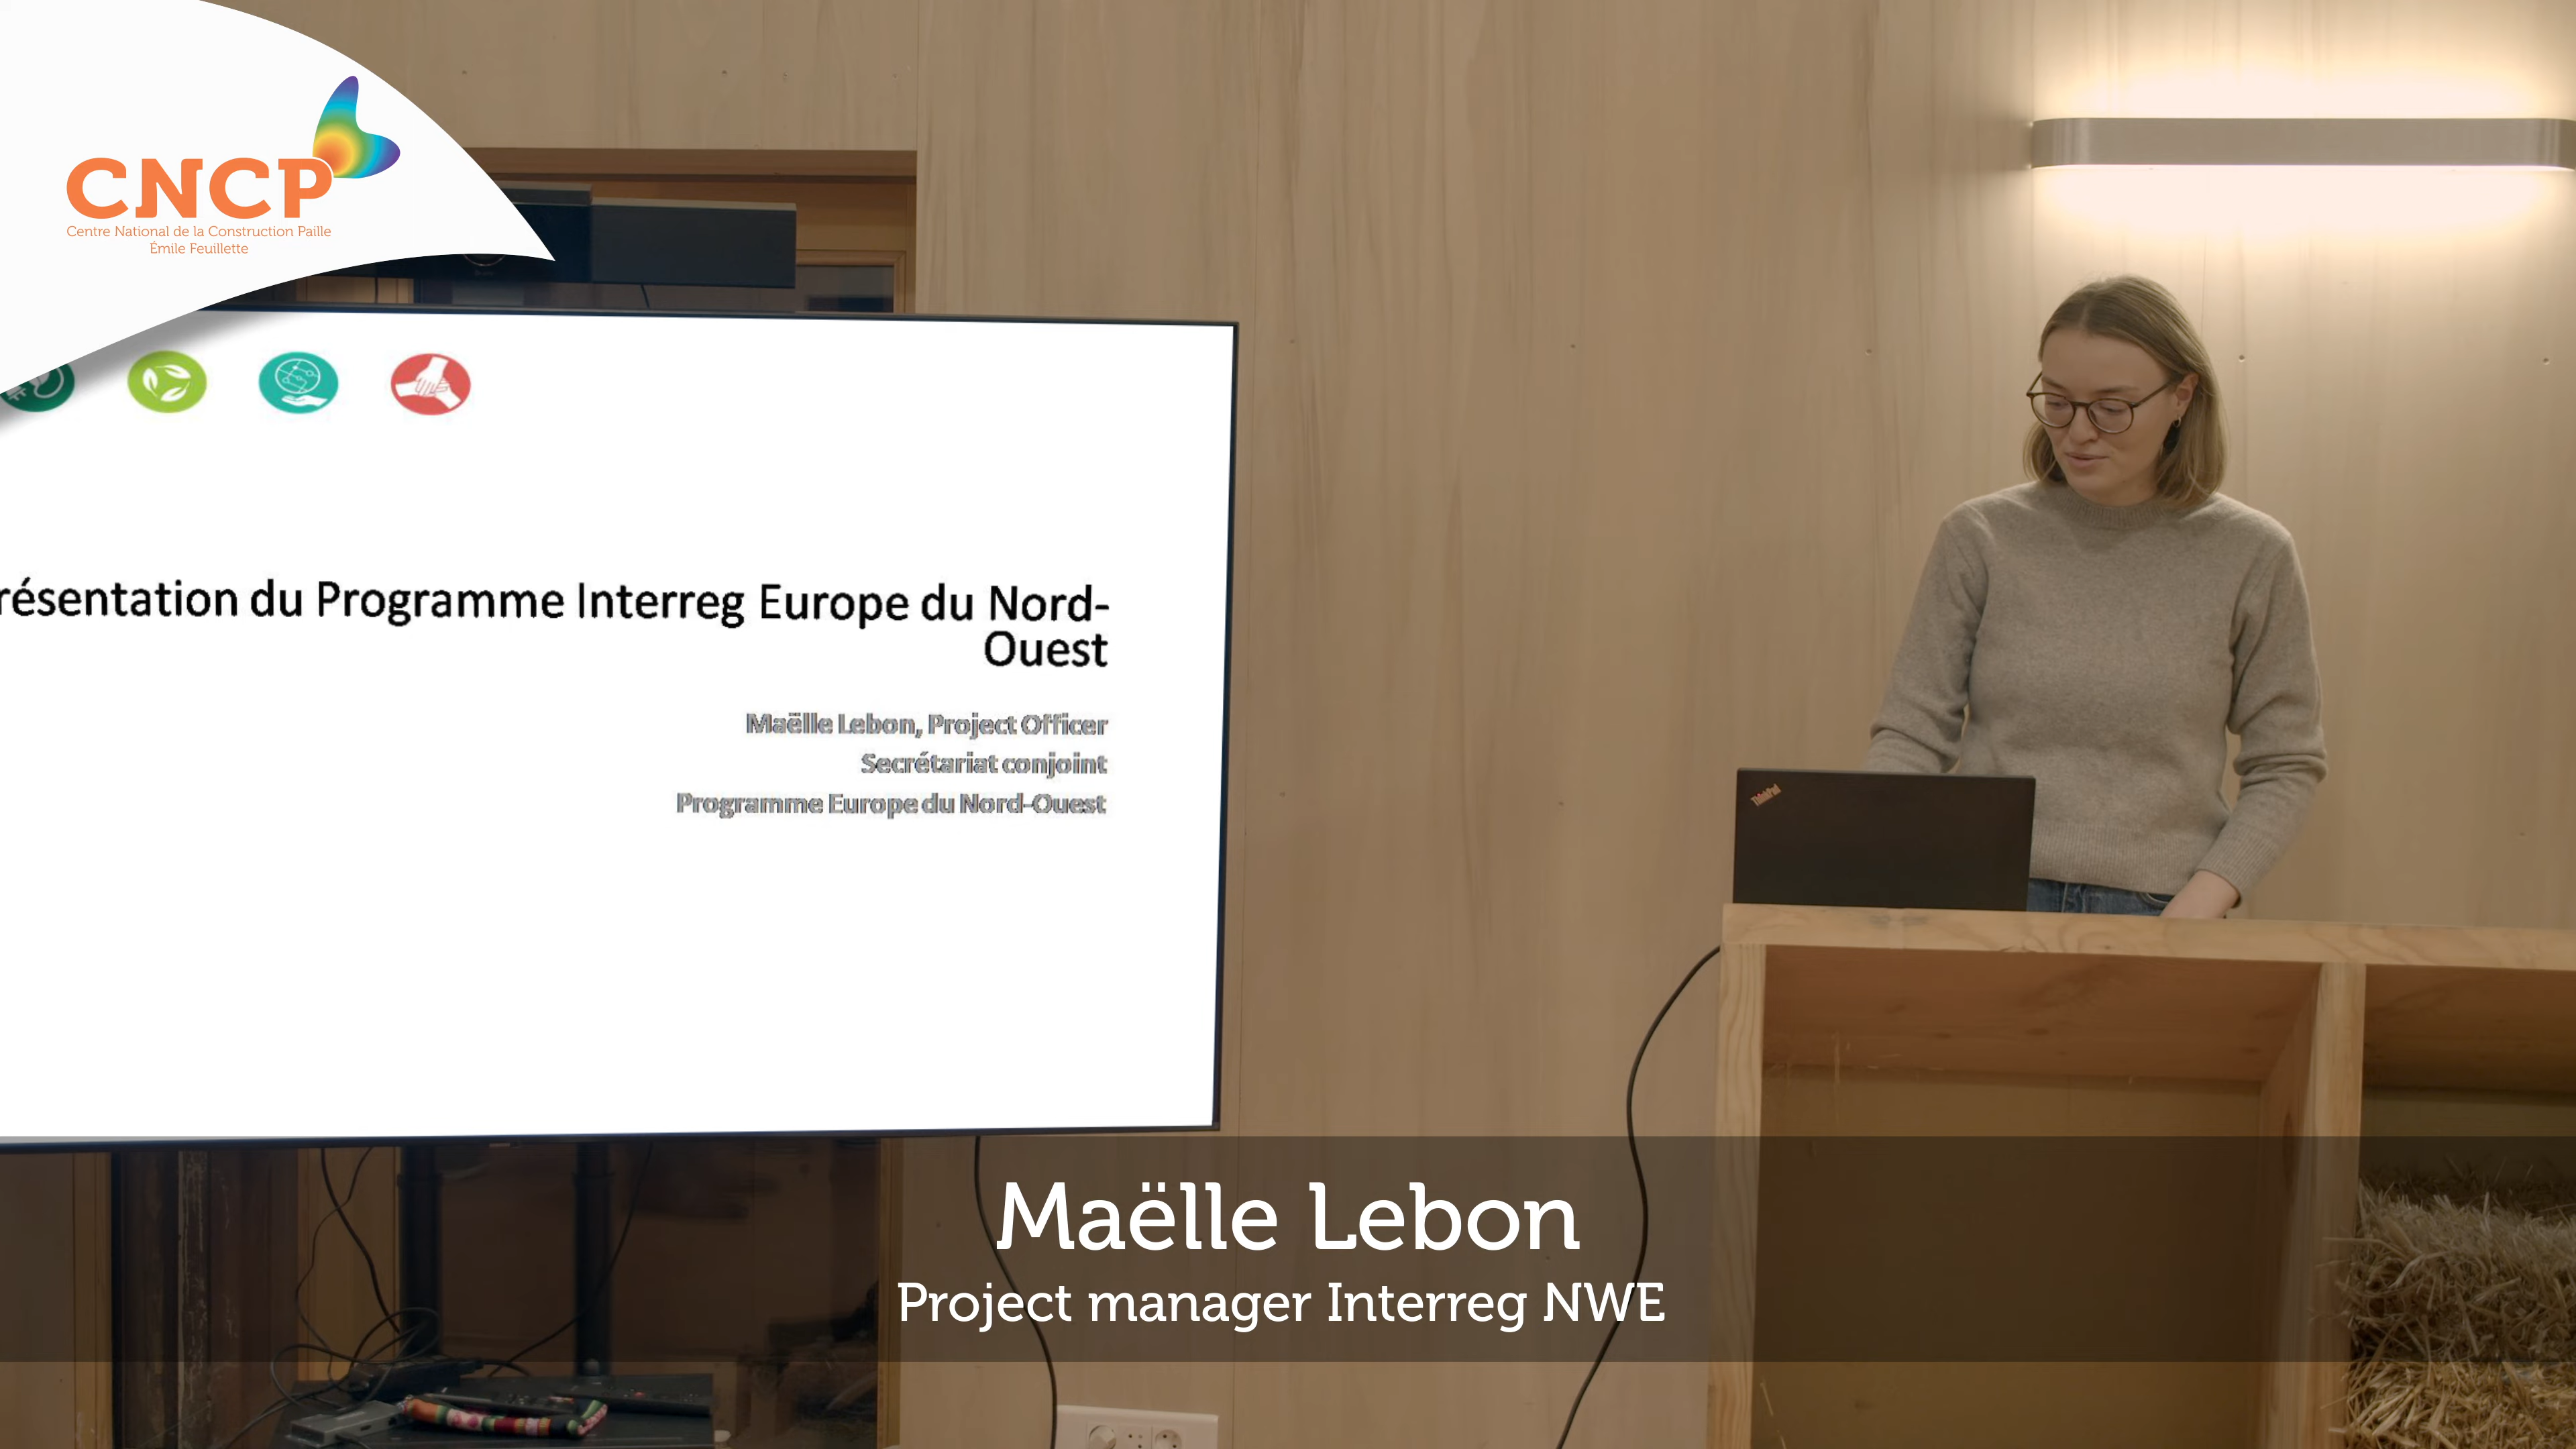 CNCP
Centre National de la Construction Paille
Émile Feuillette
résentation du Programme Interreg Europe du Nord-
Ouest
Maëlle Lebon, Project Officer
Secrétariat conjoint
Programme Europe du Nord-Ouest
ThinkPad
Maëlle Lebon
Project manager Interreg NWE